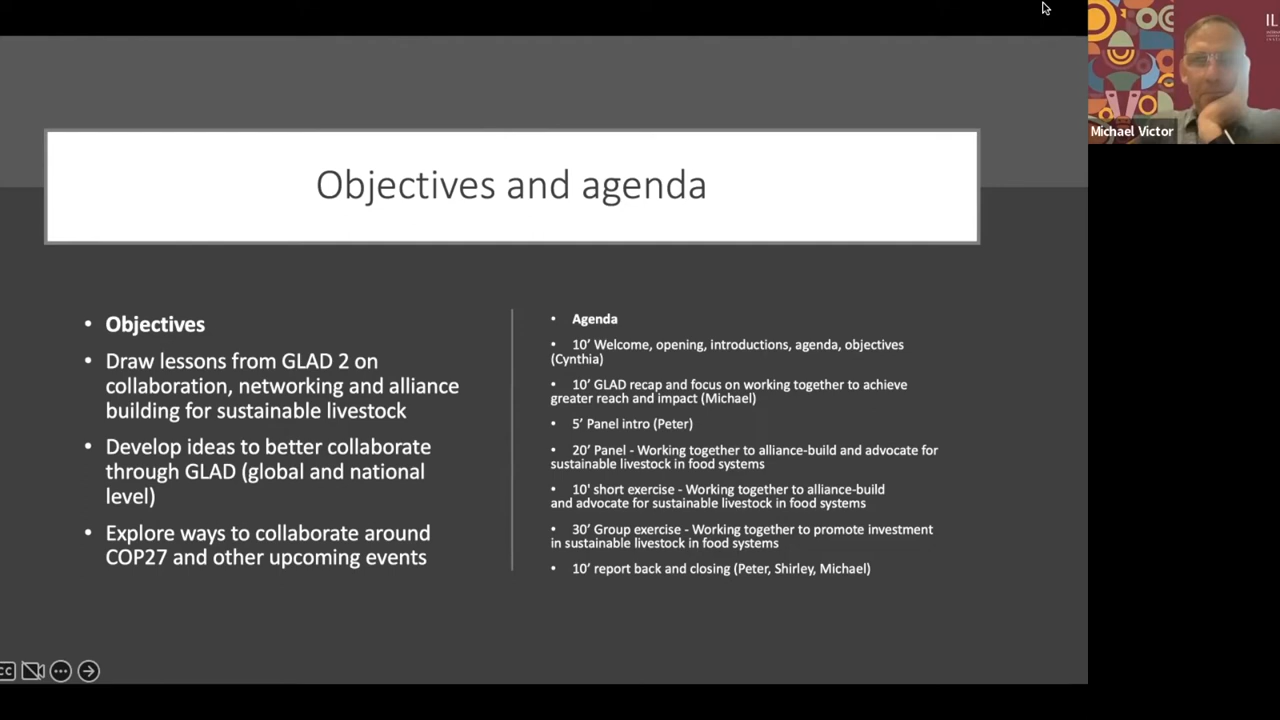 IL
Michael Victor
Objectives and agenda
• Objectives
• Draw lessons from GLAD 2 on
collaboration, networking and alliance
building for sustainable livestock
• Develop ideas to better collaborate
through GLAD (global and national
level)
• Explore ways to collaborate around
COP27 and other upcoming events
• Agenda
• 10’ Welcome, opening, introductions, agenda, objectives
(Cynthia)
• 10’ GLAD recap and focus on working together to achieve
greater reach and impact (Michael)
• 5’ Panel intro (Peter)
• 20’ Panel - Working together to alliance-build and advocate for
sustainable livestock in food systems
• 10' short exercise - Working together to alliance-build
and advocate for sustainable livestock in food systems
• 30’ Group exercise - Working together to promote investment
in sustainable livestock in food systems
• 10’ report back and closing (Peter, Shirley, Michael)
CC